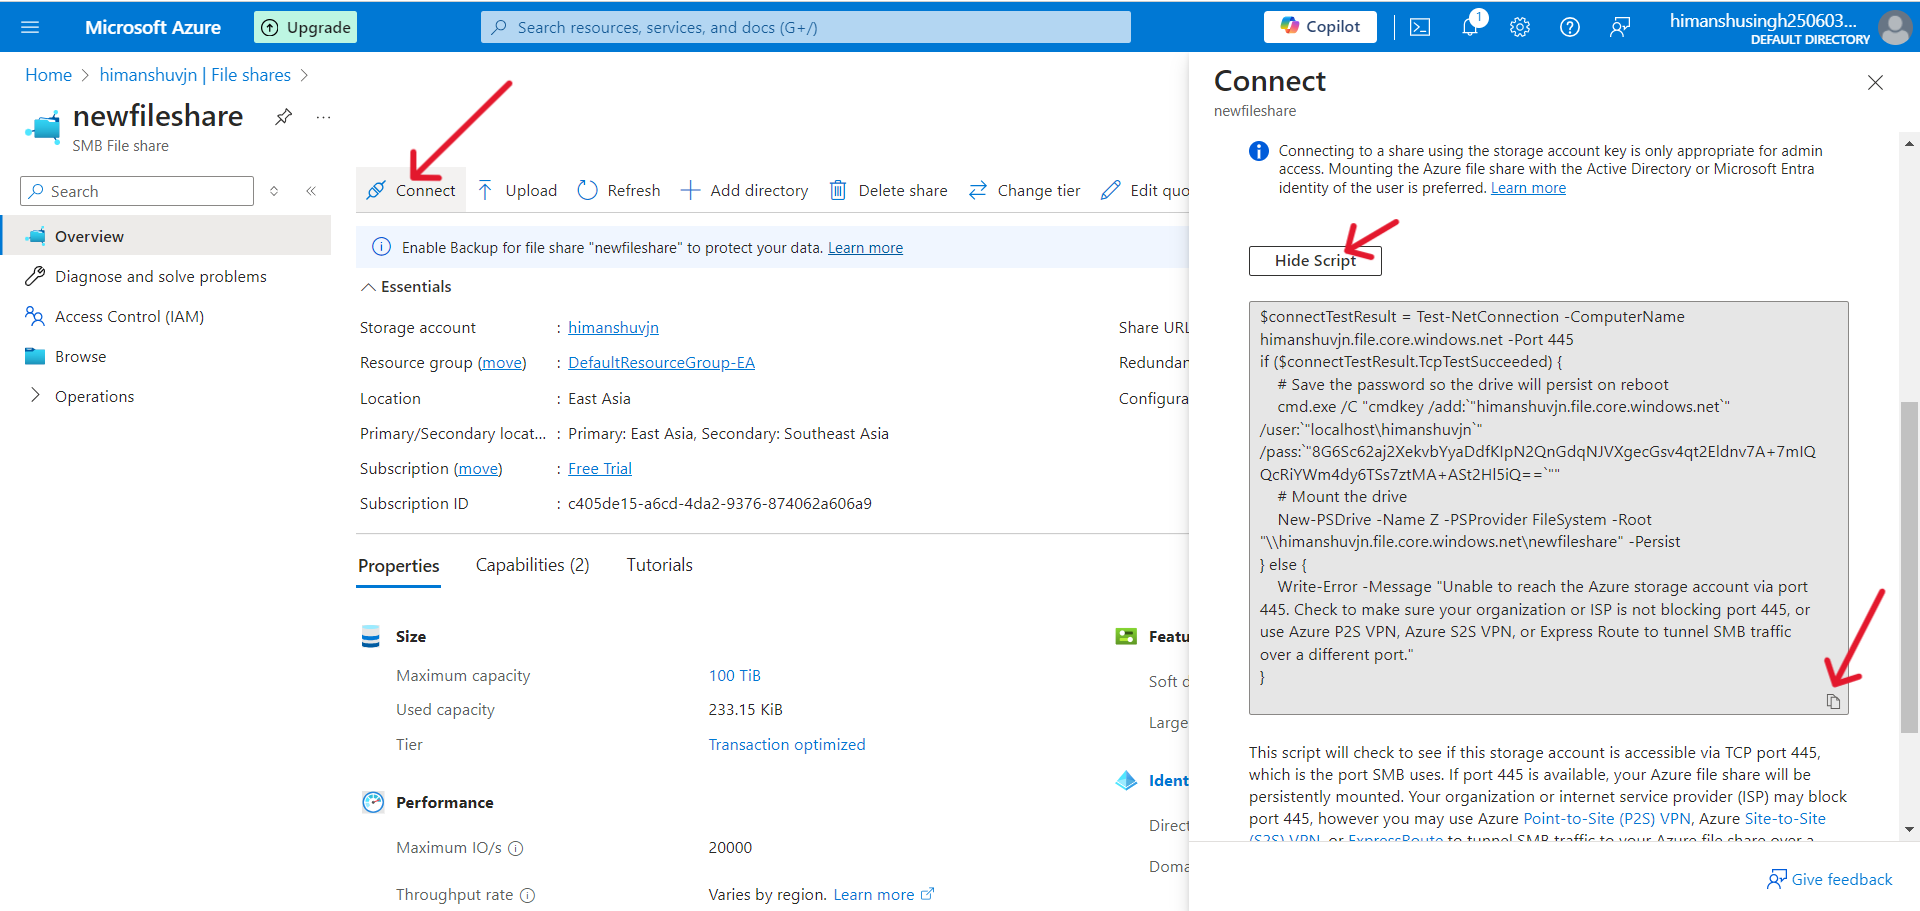 Microsoft Azure
Upgrade
Search resources, services, and docs (G+/)
Copilot
1
himanshusingh250603...
DEFAULT DIRECTORY
Home > himanshuvjn | File shares >
newfileshare
SMB File share
Search
Overview
Diagnose and solve problems
Access Control (IAM)
Browse
Operations
Connect
Upload
Refresh
Add directory
Delete share
Change tier
Edit quo
Enable Backup for file share "newfileshare" to protect your data. Learn more
Essentials
Storage account : himanshuvjn
Resource group (move) : DefaultResourceGroup-EA
Location : East Asia
Primary/Secondary locat... : Primary: East Asia, Secondary: Southeast Asia
Subscription (move) : Free Trial
Subscription ID : c405de15-a6cd-4da2-9376-874062a606a9
Share URL
Redundan
Configura
Properties
Capabilities (2)
Tutorials
Size
Maximum capacity 100 TiB
Used capacity 233.15 KiB
Tier Transaction optimized
Performance
Maximum IO/s 20000
Throughput rate Varies by region. Learn more
Featu
Soft d
Large
Ident
Direct
Doma
Connect
newfileshare
Connecting to a share using the storage account key is only appropriate for admin
access. Mounting the Azure file share with the Active Directory or Microsoft Entra
identity of the user is preferred. Learn more
Hide Script
$connectTestResult = Test-NetConnection -ComputerName
himanshuvjn.file.core.windows.net -Port 445
if ($connectTestResult.TcpTestSucceeded) {
# Save the password so the drive will persist on reboot
cmd.exe /C "cmdkey /add:`"himanshuvjn.file.core.windows.net`"
/user:`"localhost\himanshuvjn`"
/pass:`"8G6Sc62aj2XekvbYyaDdfKIpN2QnGdqNJVXgecGsv4qt2Eldnv7A+7mIQ
QcRiYWm4dy6TSs7ztMA+ASt2Hl5iQ==`""
# Mount the drive
New-PSDrive -Name Z -PSProvider FileSystem -Root
"\\himanshuvjn.file.core.windows.net\newfileshare" -Persist
} else {
Write-Error -Message "Unable to reach the Azure storage account via port
445. Check to make sure your organization or ISP is not blocking port 445, or
use Azure P2S VPN, Azure S2S VPN, or Express Route to tunnel SMB traffic
over a different port."
}
This script will check to see if this storage account is accessible via TCP port 445,
which is the port SMB uses. If port 445 is available, your Azure file share will be
persistently mounted. Your organization or internet service provider (ISP) may block
port 445, however you may use Azure Point-to-Site (P2S) VPN, Azure Site-to-Site
(S2S) VPN, or ExpressRoute to tunnel SMB traffic to your Azure file share over a
Give feedback